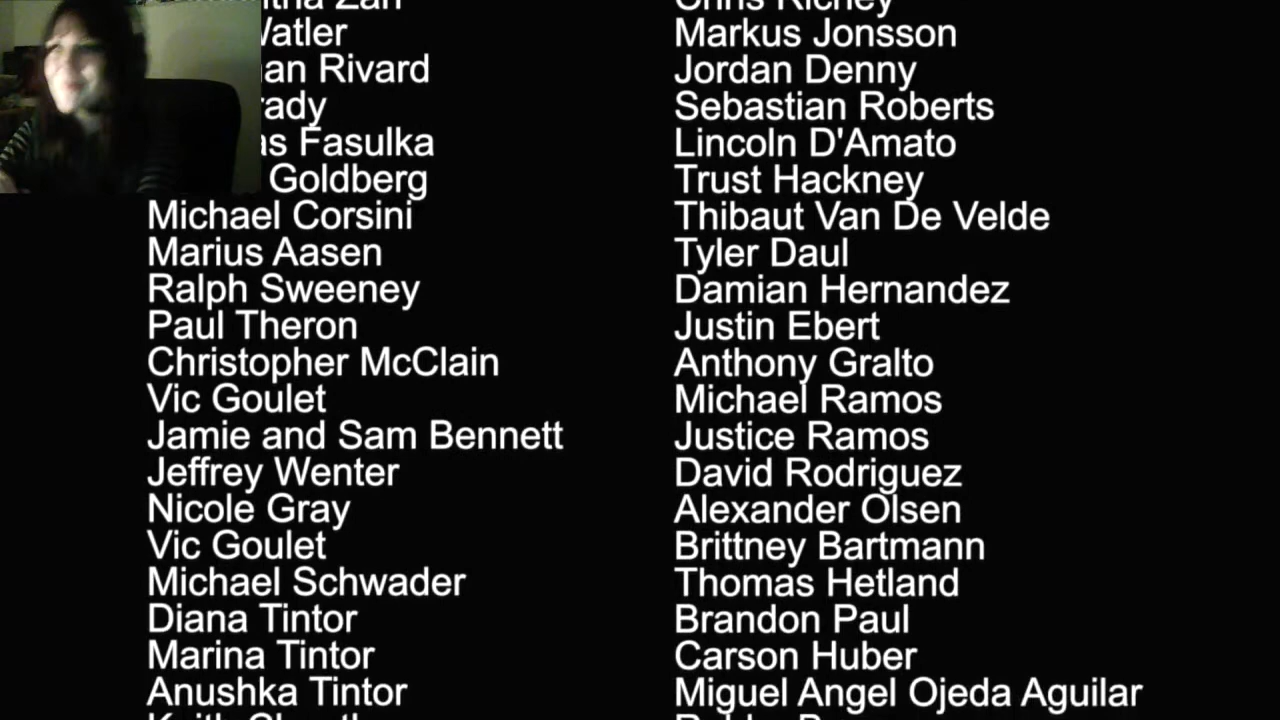 Zan
Watler
an Rivard
rady
as Fasulka
Goldberg
Michael Corsini
Marius Aasen
Ralph Sweeney
Paul Theron
Christopher McClain
Vic Goulet
Jamie and Sam Bennett
Jeffrey Wenter
Nicole Gray
Vic Goulet
Michael Schwader
Diana Tintor
Marina Tintor
Anushka Tintor
Keith
Chris Richey
Markus Jonsson
Jordan Denny
Sebastian Roberts
Lincoln D'Amato
Trust Hackney
Thibaut Van De Velde
Tyler Daul
Damian Hernandez
Justin Ebert
Anthony Gralto
Michael Ramos
Justice Ramos
David Rodriguez
Alexander Olsen
Brittney Bartmann
Thomas Hetland
Brandon Paul
Carson Huber
Miguel Angel Ojeda Aguilar